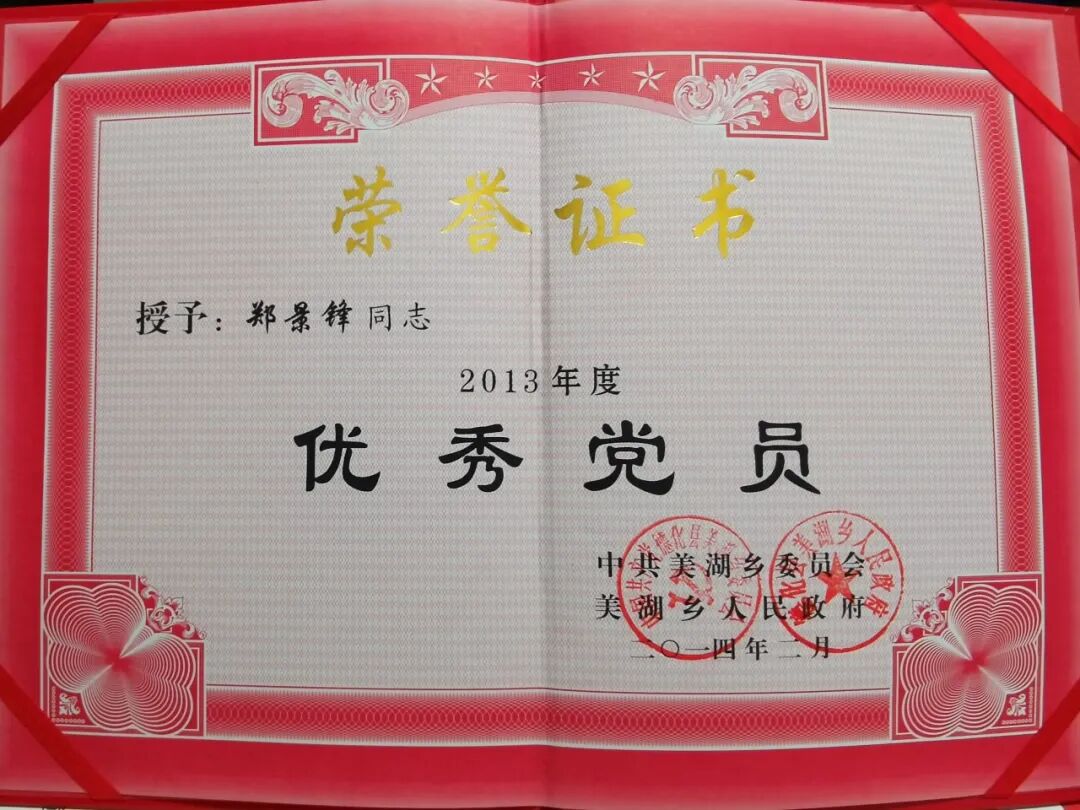 荣誉证书
授予：郑景锋同志
2013年度
优秀党员
中共美湖乡委员会
美湖乡人民政府
二〇一四年二月